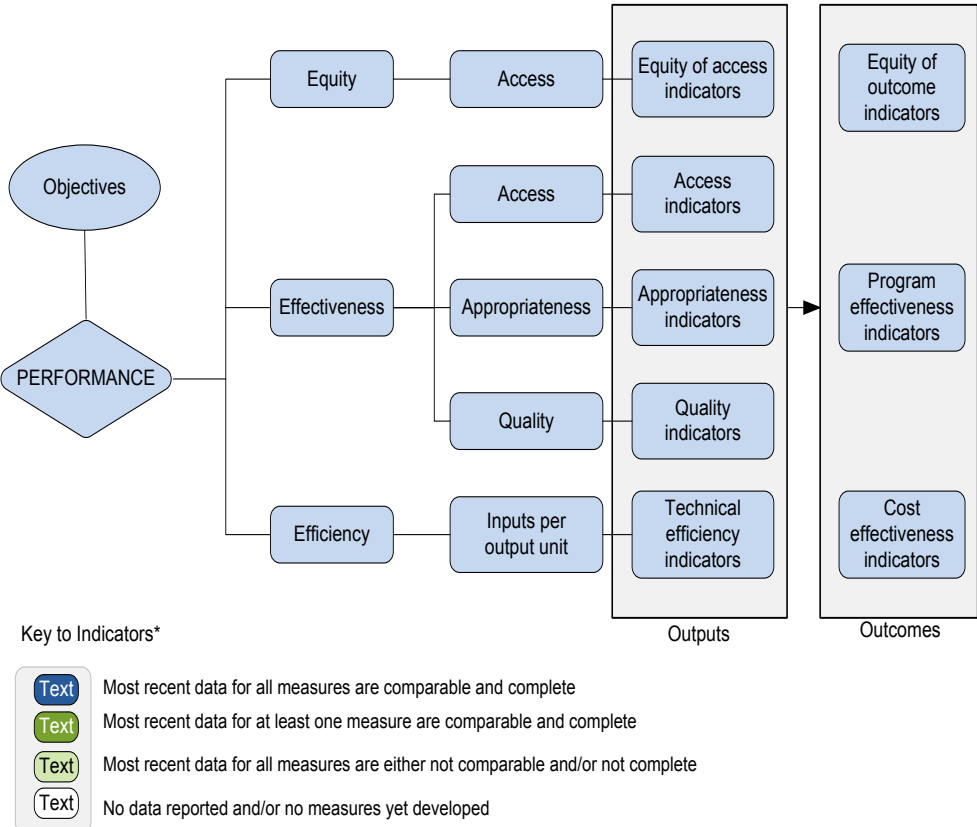 Equity
Access
Equity of access
indicators
Equity of
outcome
indicators
Objectives
Access
Access
indicators
PERFORMANCE
Effectiveness
Appropriateness
Appropriateness
indicators
Program
effectiveness
indicators
Quality
Quality
indicators
Efficiency
Inputs per
output unit
Technical
efficiency
indicators
Cost
effectiveness
indicators
Outputs
Outcomes
Key to Indicators*
Text Most recent data for all measures are comparable and complete
Text Most recent data for at least one measure are comparable and complete
Text Most recent data for all measures are either not comparable and/or not complete
Text No data reported and/or no measures yet developed